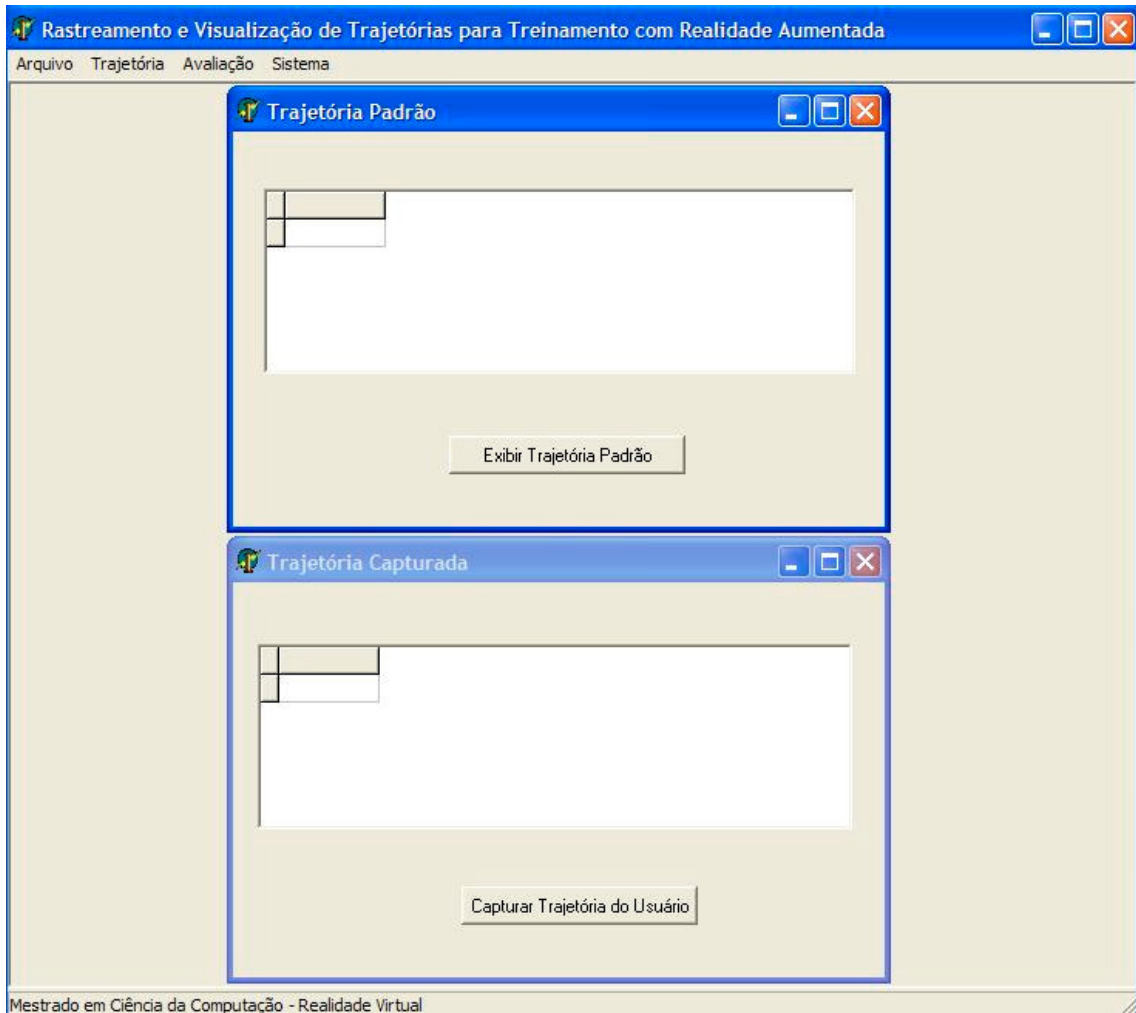 Rastreamento e Visualização de Trajetórias para Treinamento com Realidade Aumentada
Arquivo Trajetória Avaliação Sistema
Trajetória Padrão
Exibir Trajetória Padrão
Trajetória Capturada
Capturar Trajetória do Usuário
Mestrado em Ciência da Computação - Realidade Virtual